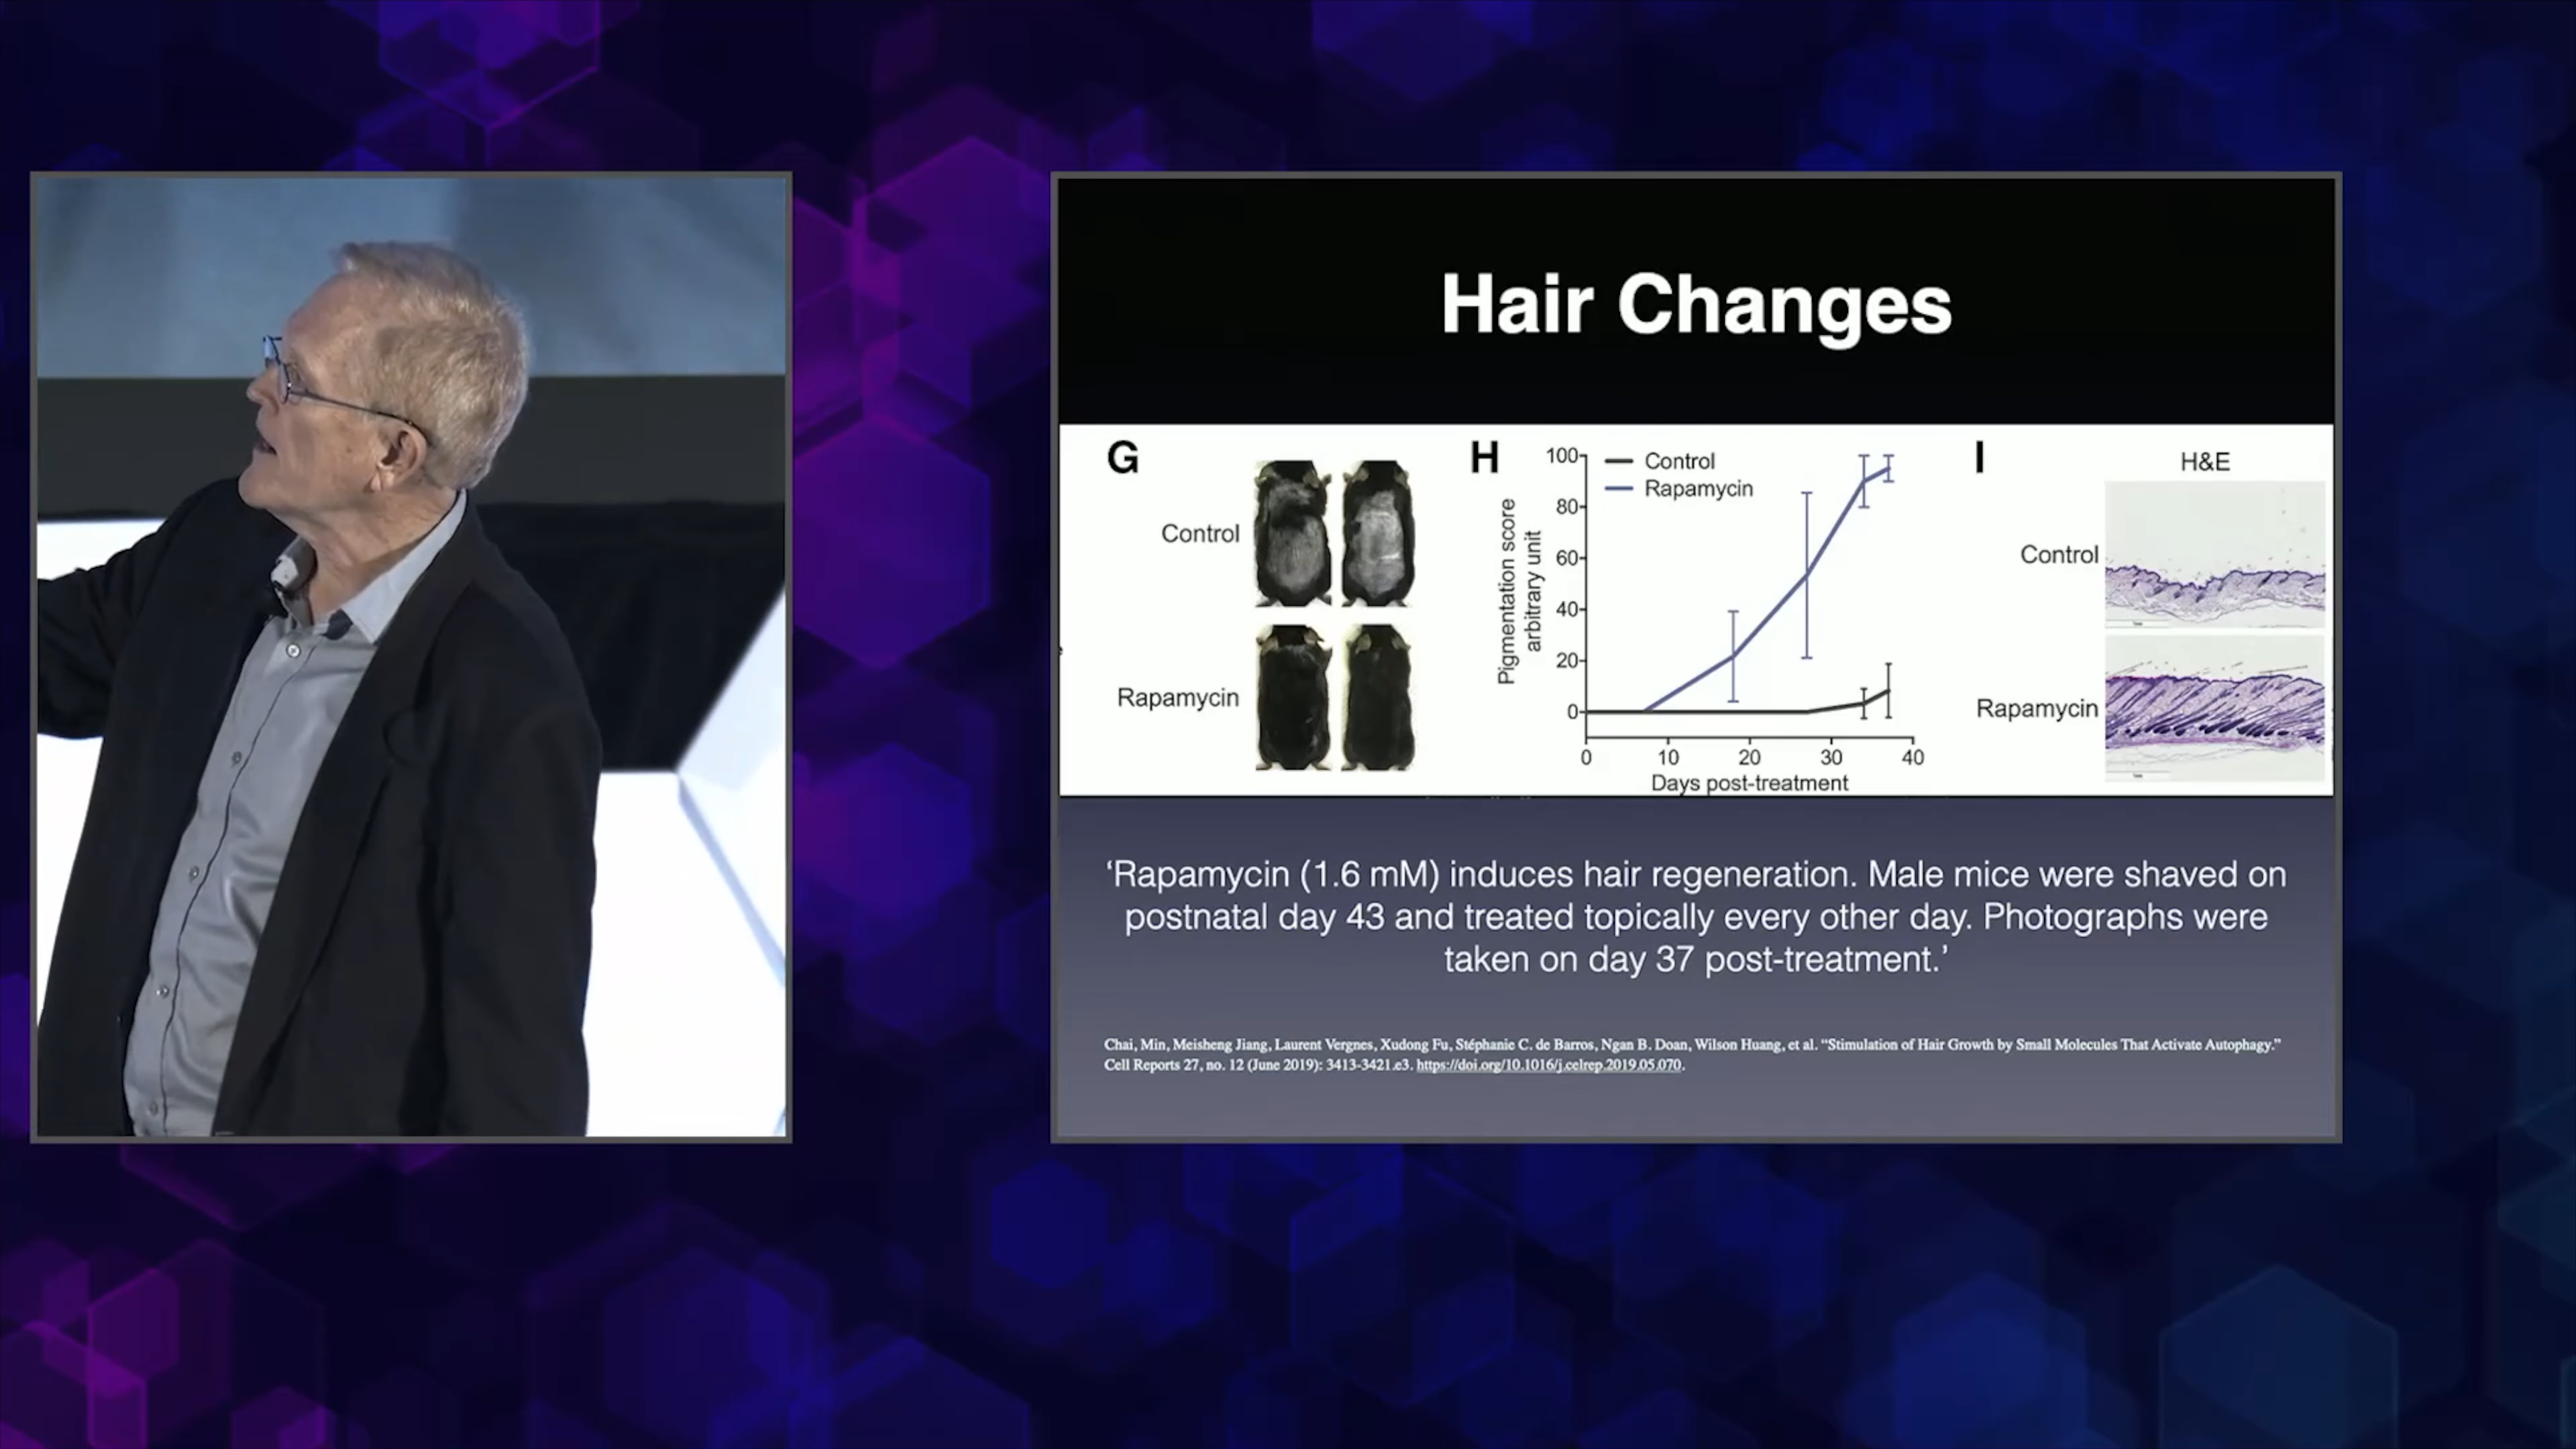 Hair Changes
G
Control
Rapamycin
H
Control
Rapamycin
Pigmentation score
arbitrary unit
100
80
60
40
20
0
0 10 20 30 40
Days post-treatment
I
H&E
Control
Rapamycin
‘Rapamycin (1.6 mM) induces hair regeneration. Male mice were shaved on
postnatal day 43 and treated topically every other day. Photographs were
taken on day 37 post-treatment.’
Chai, Min, Meisheng Jiang, Laurent Vergnes, Xudong Fu, Stéphanie C. de Barros, Ngan B. Doan, Wilson Huang, et al. “Stimulation of Hair Growth by Small Molecules That Activate Autophagy.”
Cell Reports 27, no. 12 (June 2019): 3413-3421.e3. https://doi.org/10.1016/j.celrep.2019.05.070.